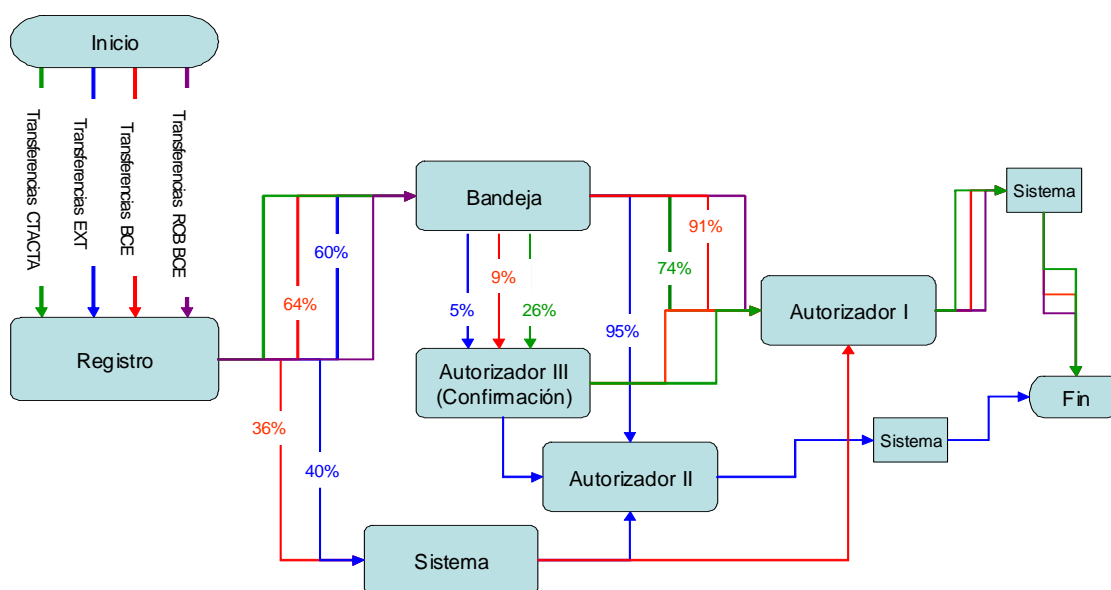 Inicio
Transferencias CTACTA
Transferencias EXT
Transferencias BCE
Transferencias ROB BCE
Registro
Bandeja
60%
64%
36%
40%
5%
9%
26%
95%
74%
91%
Autorizador III
(Confirmación)
Autorizador I
Autorizador II
Sistema
Sistema
Sistema
Fin